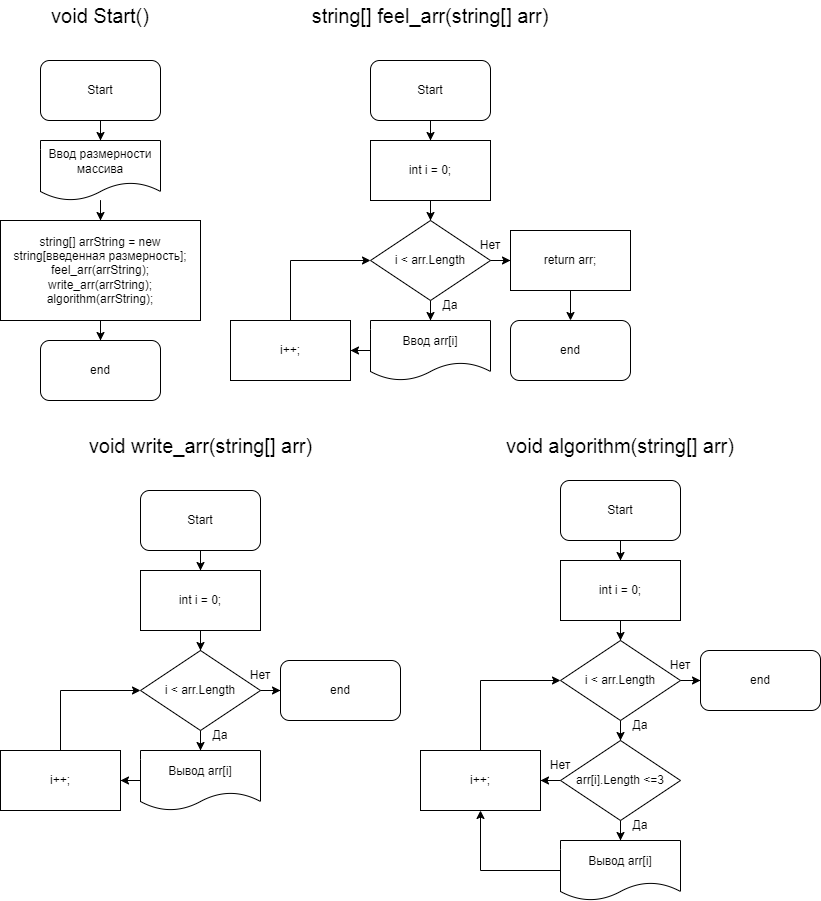 void Start()
Start
Ввод размерности
массива
string[] arrString = new
string[введенная размерность];
feel_arr(arrString);
write_arr(arrString);
algorithm(arrString);
end
string[] feel_arr(string[] arr)
Start
int i = 0;
i < arr.Length
Нет
return arr;
end
Да
Ввод arr[i]
i++;
void write_arr(string[] arr)
Start
int i = 0;
i < arr.Length
Нет
end
Да
Вывод arr[i]
i++;
void algorithm(string[] arr)
Start
int i = 0;
i < arr.Length
Нет
end
Да
arr[i].Length <=3
Нет
i++;
Да
Вывод arr[i]